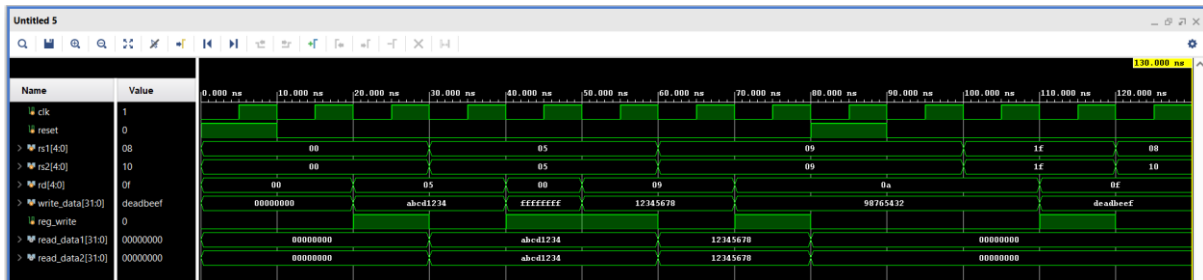 Untitled 5
130.000 ns
Name Value
0.000 ns 10.000 ns 20.000 ns 30.000 ns 40.000 ns 50.000 ns 60.000 ns 70.000 ns 80.000 ns 90.000 ns 100.000 ns 110.000 ns 120.000 ns
clk 1
reset 0
rs1[4:0] 08 00 05 09 1f 08
rs2[4:0] 10 00 05 09 1f 10
rd[4:0] 0f 00 05 00 09 0a 0f
write_data[31:0] deadbeef 00000000 abcd1234 ffffffff 12345678 98765432 deadbeef
reg_write 0
read_data1[31:0] 00000000 00000000 abcd1234 12345678 00000000
read_data2[31:0] 00000000 00000000 abcd1234 12345678 00000000